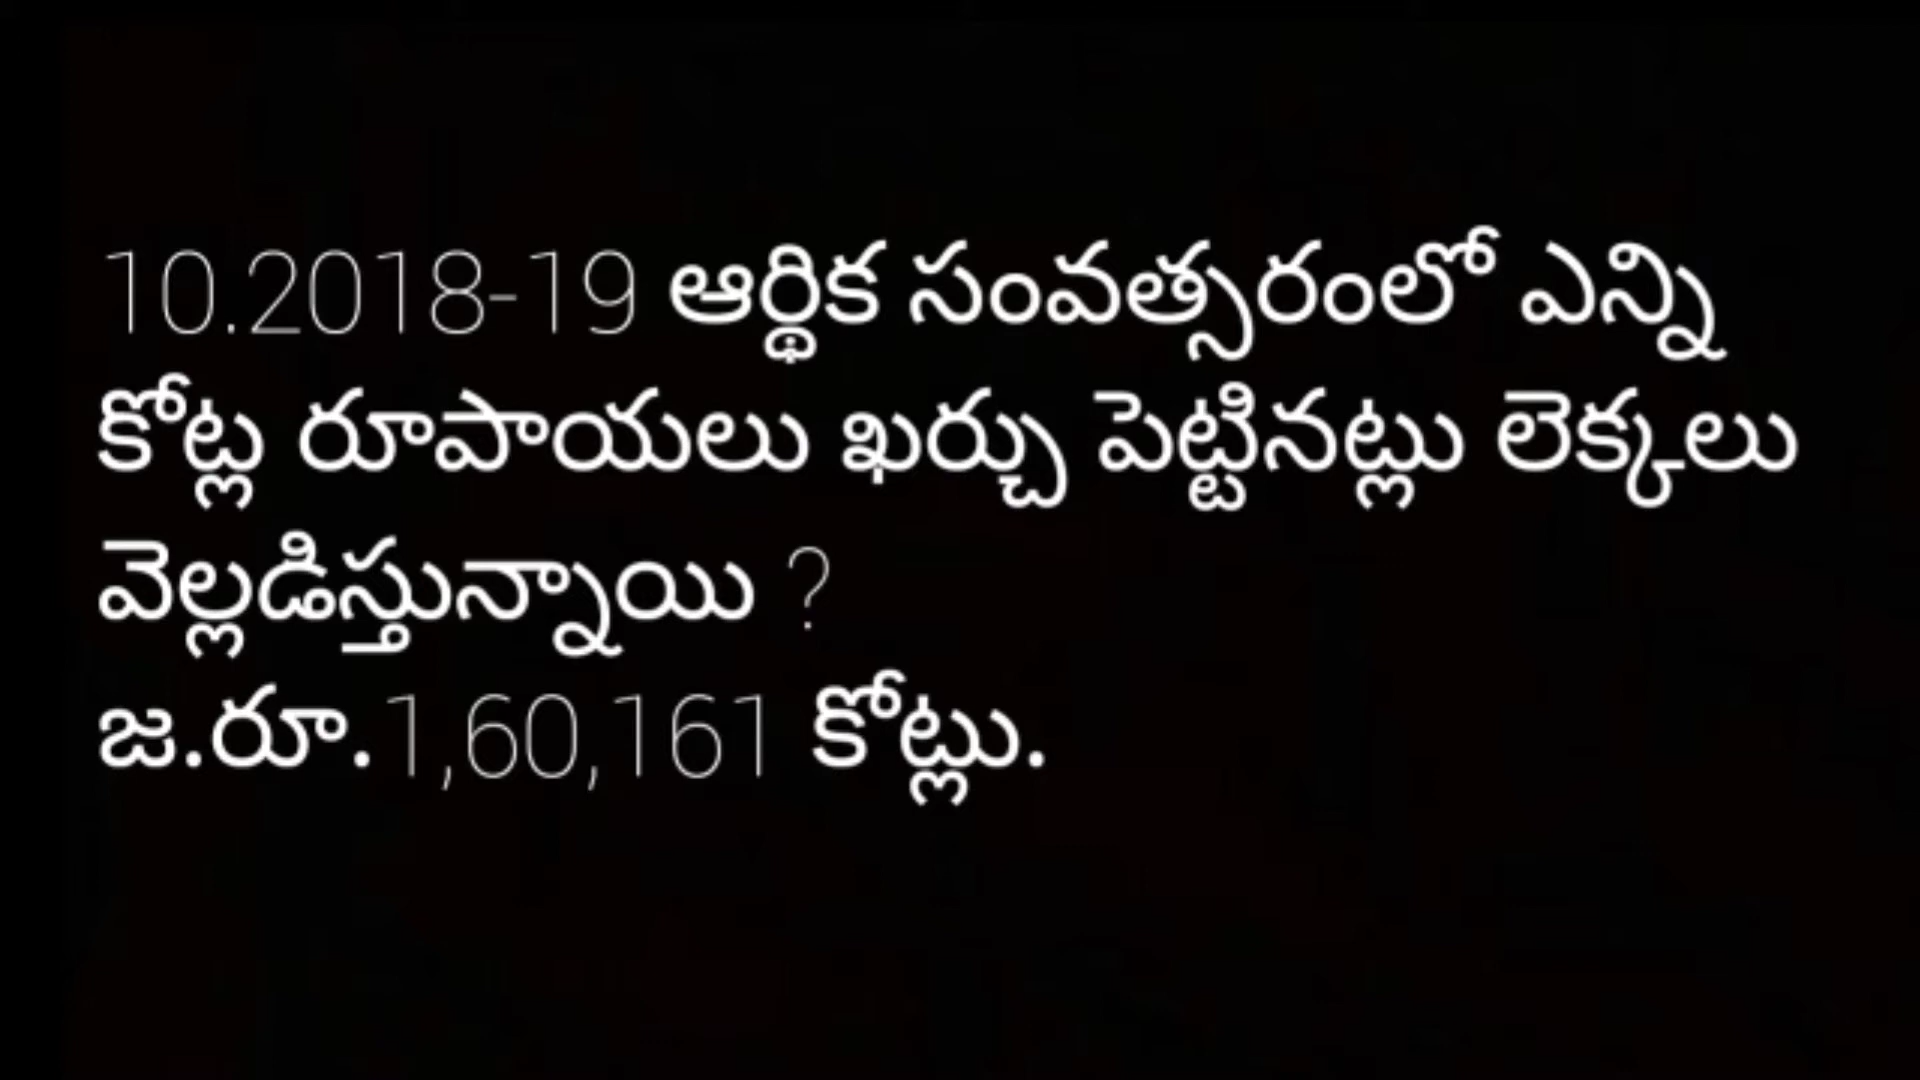 10.2018-19 ఆర్థిక సంవత్సరంలో ఎన్ని
కోట్ల రూపాయలు ఖర్చు పెట్టినట్లు లెక్కలు
వెల్లడిస్తున్నాయి ?
జ.రూ.1,60,161 కోట్లు.